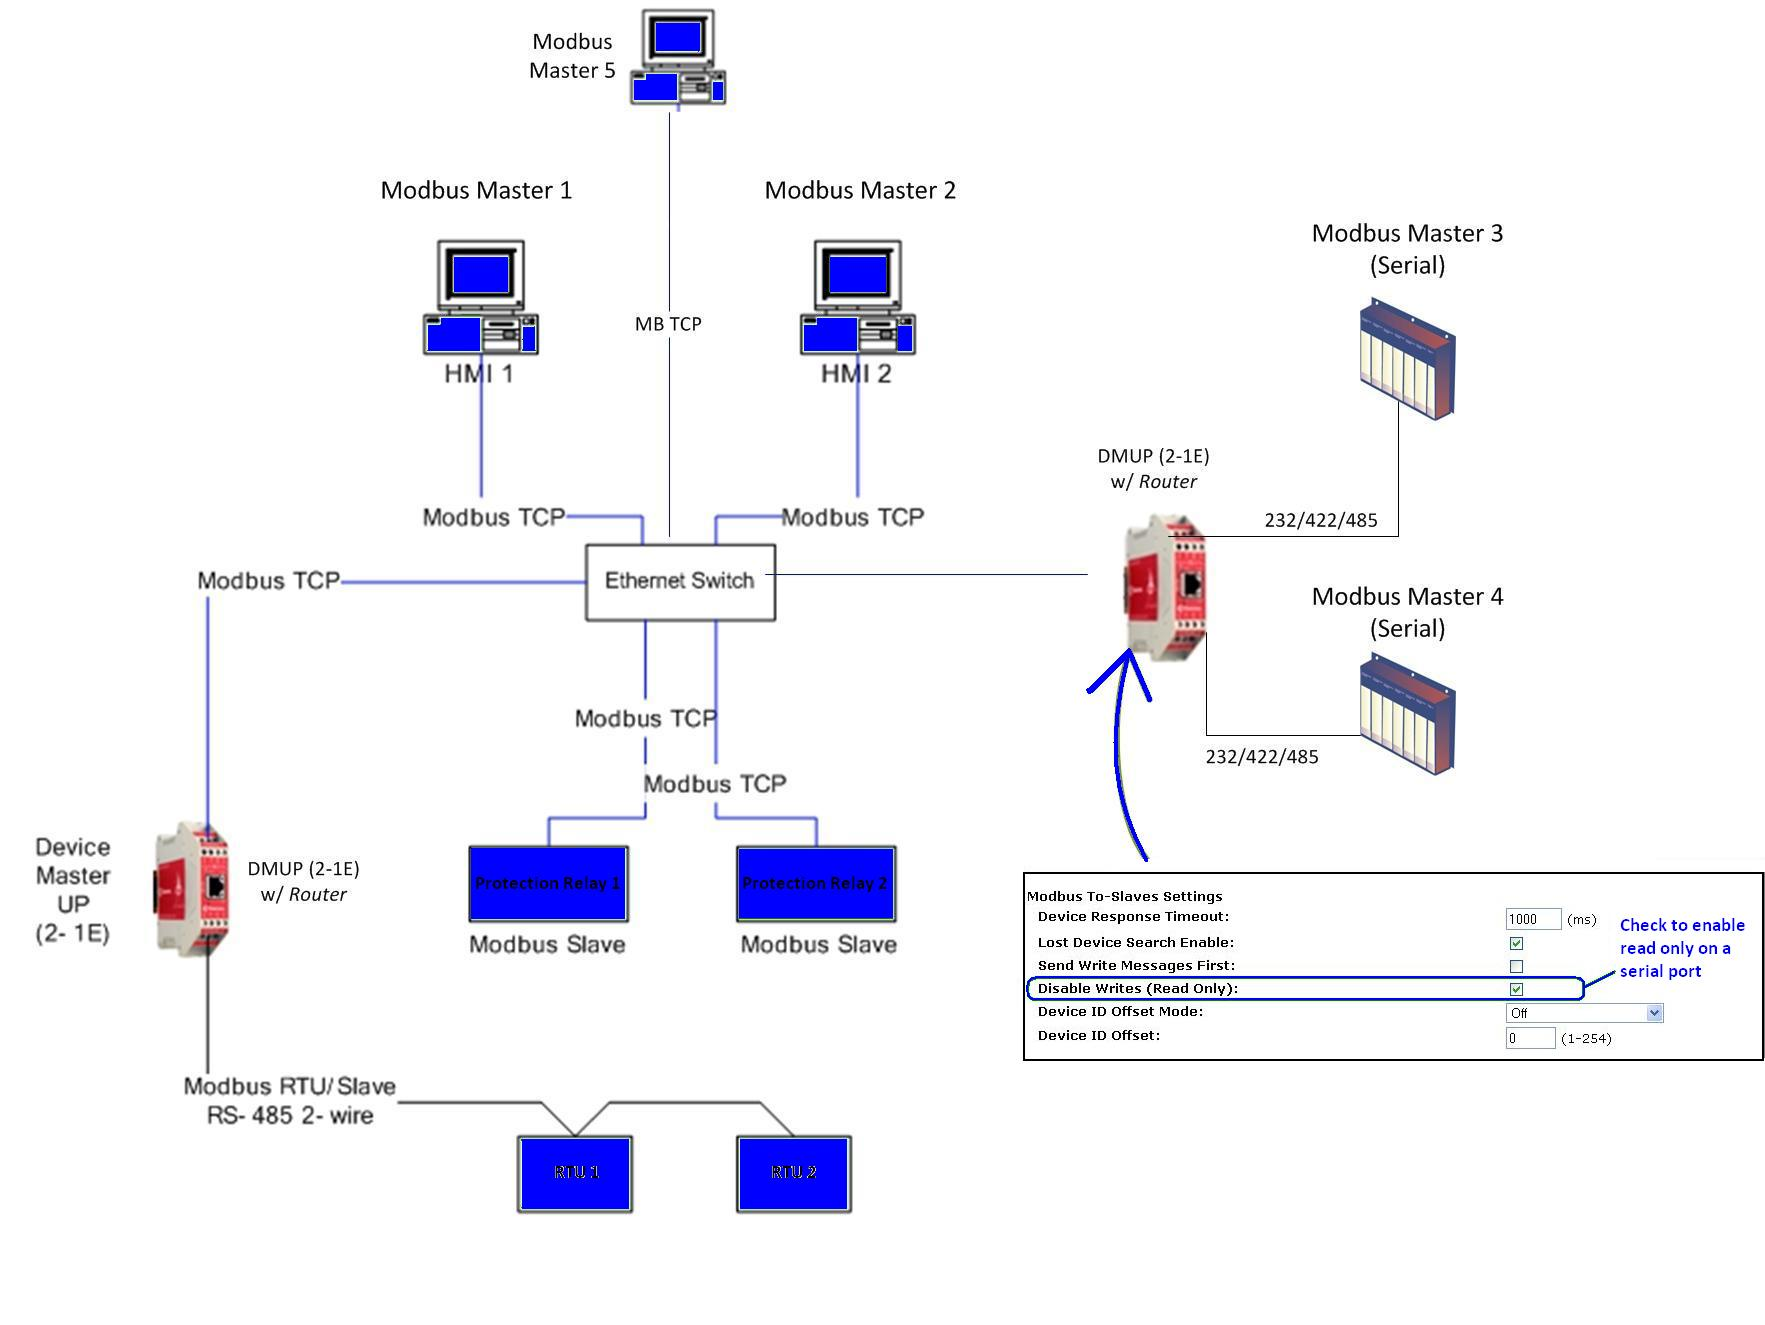 Modbus
Master 5
Modbus Master 1
Modbus Master 2
HMI 1
HMI 2
MB TCP
Modbus TCP
Modbus TCP
Modbus Master 3
(Serial)
DMUP (2-1E)
w/ Router
232/422/485
Modbus TCP
Ethernet Switch
Modbus Master 4
(Serial)
232/422/485
Modbus TCP
Modbus TCP
Device
Master
UP
(2- 1E)
DMUP (2-1E)
w/ Router
Protection Relay 1
Protection Relay 2
Modbus Slave
Modbus Slave
Modbus To-Slaves Settings
Device Response Timeout: 1000 (ms)
Lost Device Search Enable:
Send Write Messages First:
Disable Writes (Read Only):
Device ID Offset Mode: Off
Device ID Offset: 0 (1-254)
Check to enable
read only on a
serial port
Modbus RTU/Slave
RS- 485 2- wire
RTU 1
RTU 2